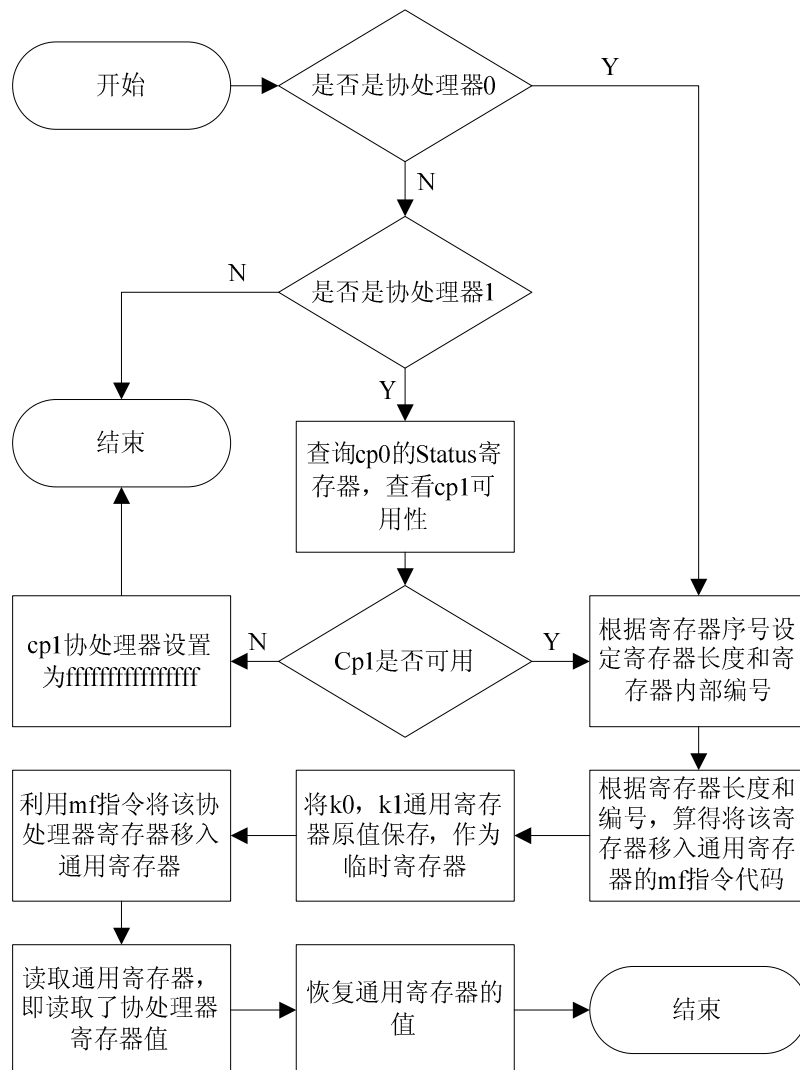 开始
是否是协处理器0
Y
N
是否是协处理器1
N
Y
结束
查询cp0的Status寄
存器，查看cp1可
用性
cp1协处理器设置
为ffffffffffffffff
N
Cp1是否可用
Y
根据寄存器序号设
定寄存器长度和寄
存器内部编号
利用mf指令将该协
处理器寄存器移入
通用寄存器
将k0，k1通用寄存
器原值保存，作为
临时寄存器
根据寄存器长度和
编号，算得将该寄
存器移入通用寄存
器的mf指令代码
读取通用寄存器，
即读取了协处理器
寄存器值
恢复通用寄存器的
值
结束